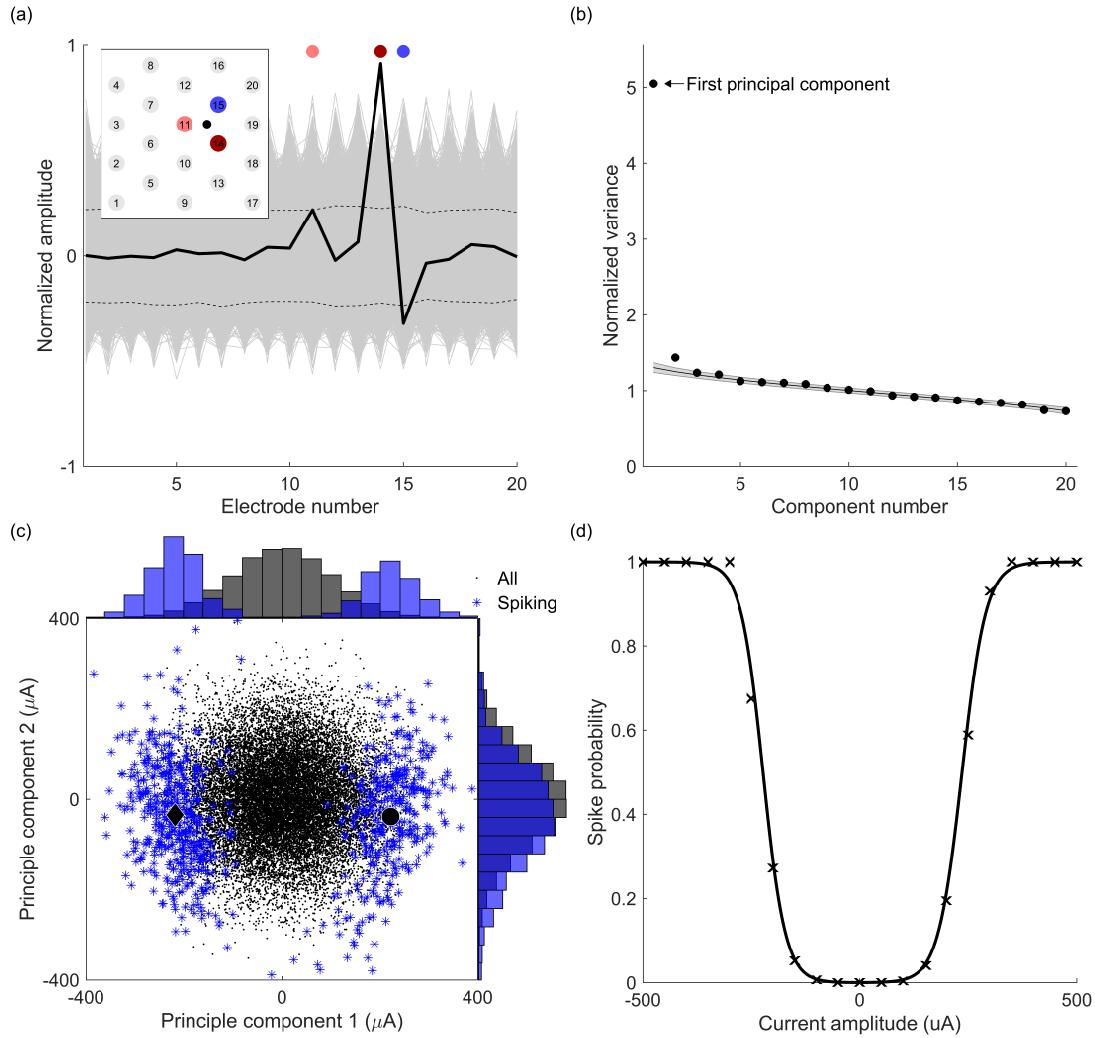 (a)
1
0
-1
Normalized amplitude
8 16
4 12 20
7 15
3 11 19
6 14
2 10 18
5 13
1 9 17
5 10 15 20
Electrode number
(b)
5
4
3
2
1
0
Normalized variance
First principal component
5 10 15 20
Component number
(c)
All
Spiking
400
0
-400
Principle component 2 (μA)
-400 0 400
Principle component 1 (μA)
(d)
1
0.8
0.6
0.4
0.2
0
Spike probability
-500 0 500
Current amplitude (uA)